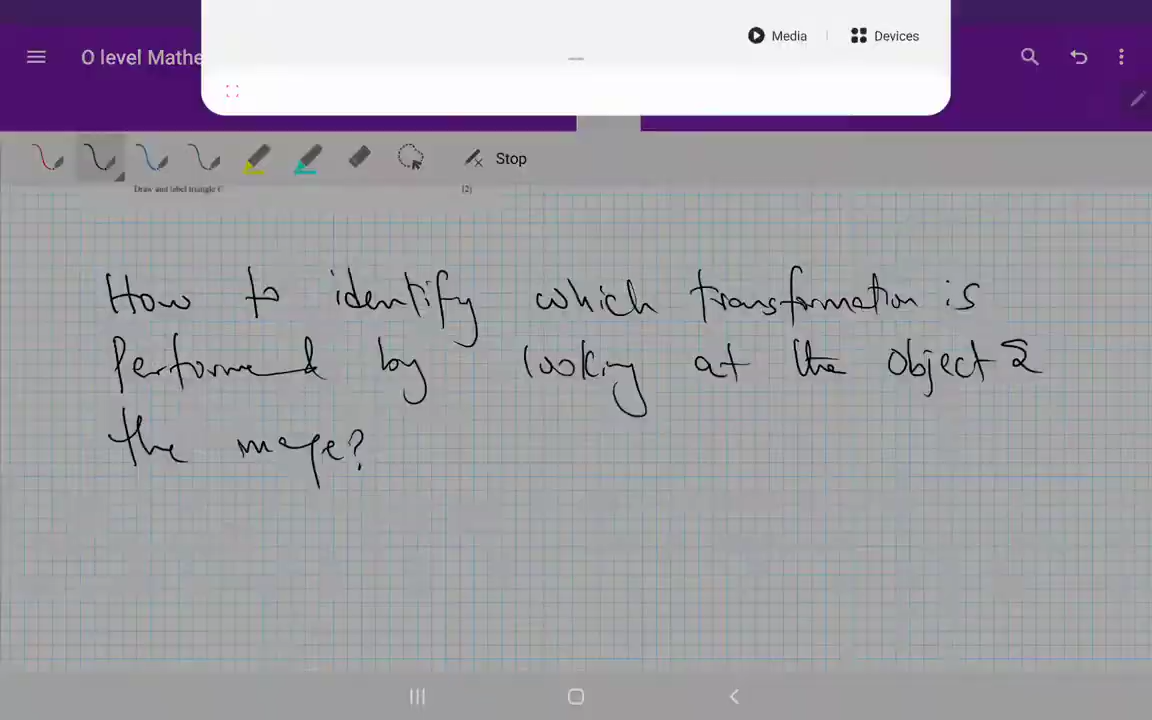 Media | Devices
O level Mathe
Stop
Draw and label triangle C [2]
How to identify which transformation is
Performed by looking at the object &
the image?